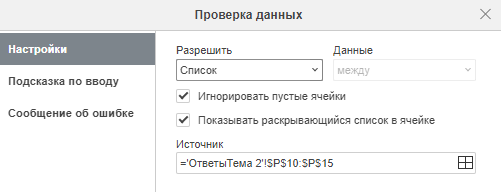 Проверка данных
Настройки
Подсказка по вводу
Сообщение об ошибке
Разрешить
Данные
Список
между
Игнорировать пустые ячейки
Показывать раскрывающийся список в ячейке
Источник
='ОтветыТема 2'!$P$10:$P$15